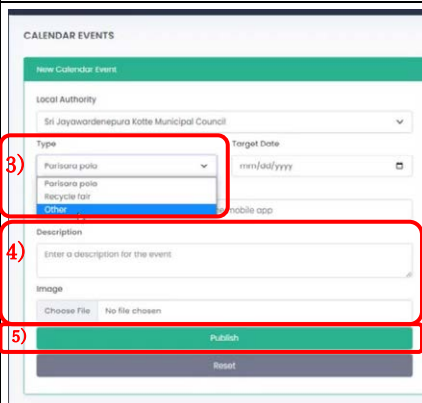 CALENDAR EVENTS
New Calendar Event
Local Authority
Sri Jayawardenepura Kotte Municipal Council
Type
Target Date
3)
Parisara pola
mm/dd/yyyy
Parisara pola
Recycle fair
Other
mobile app
4)
Description
Enter a description for the event
Image
Choose File No file chosen
5)
Publish
Reset